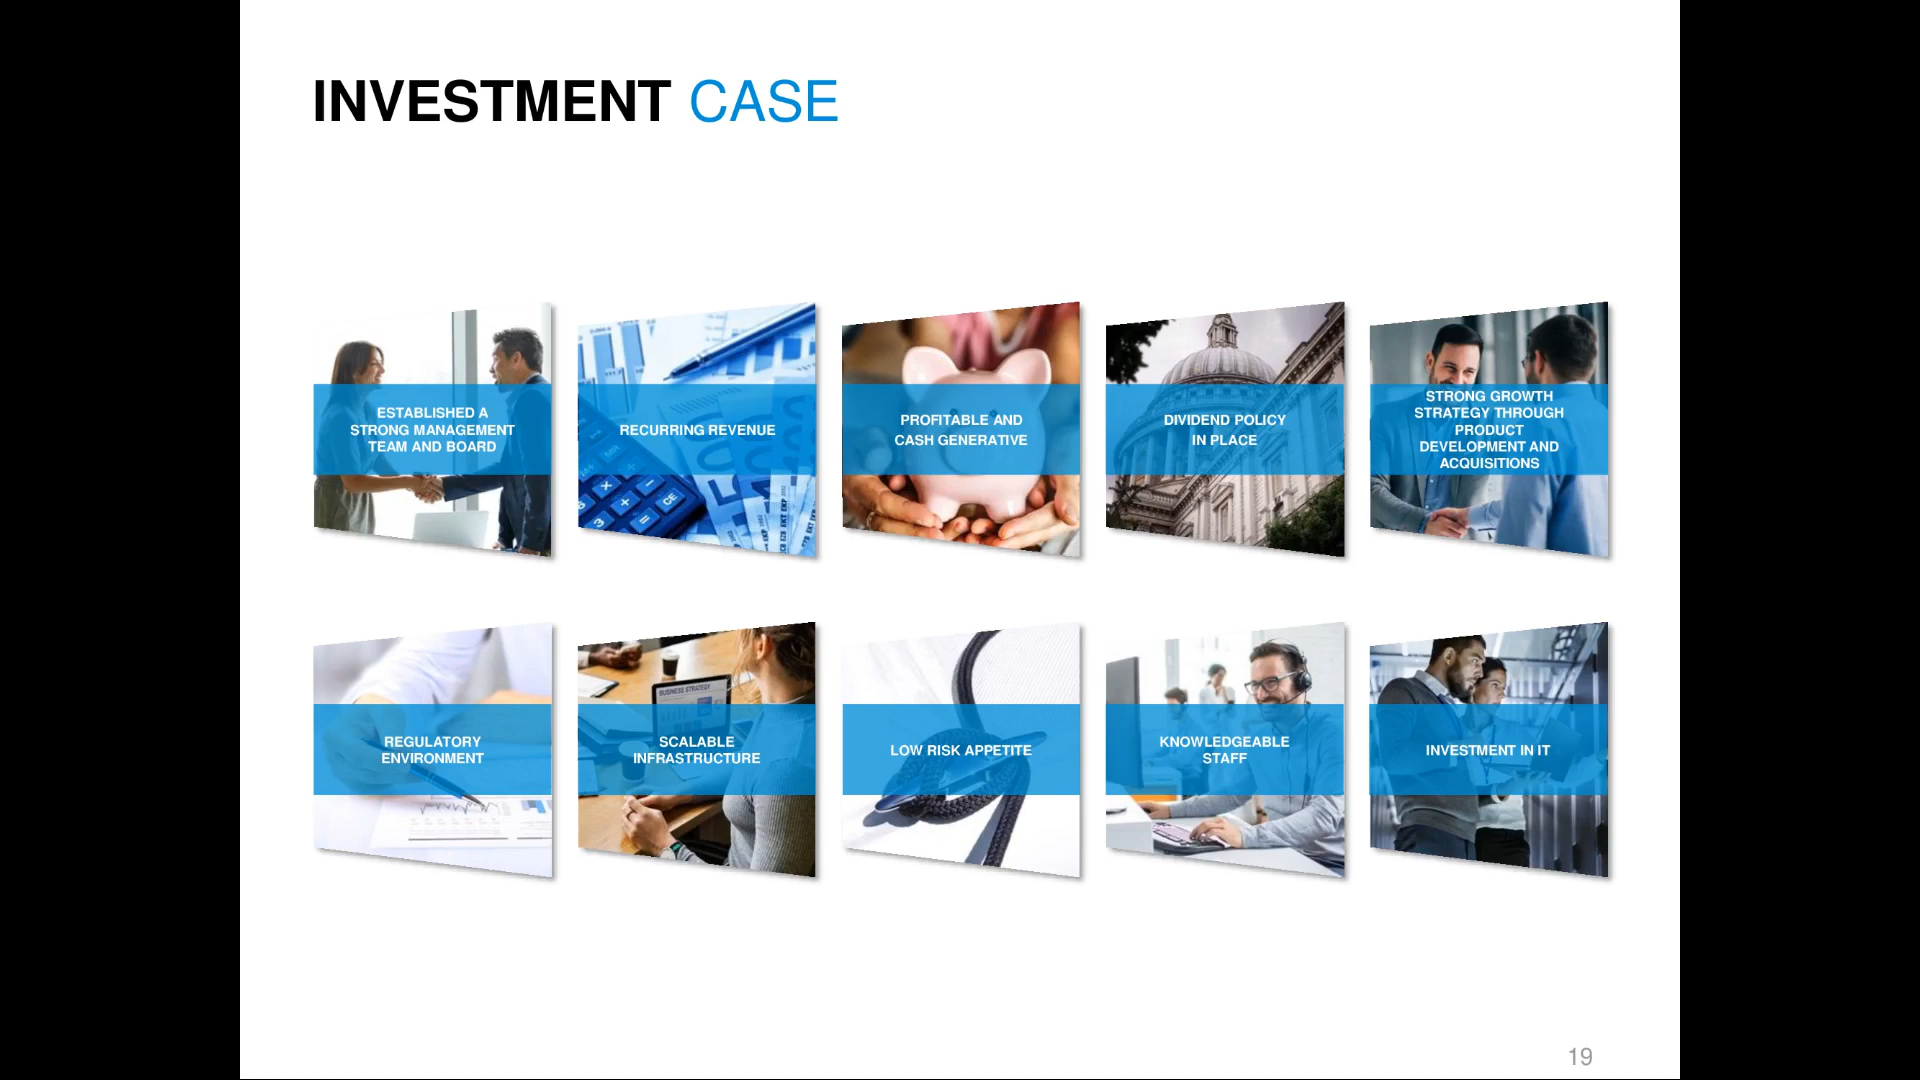 INVESTMENT CASE
ESTABLISHED A
STRONG MANAGEMENT
TEAM AND BOARD
RECURRING REVENUE
PROFITABLE AND
CASH GENERATIVE
DIVIDEND POLICY
IN PLACE
STRONG GROWTH
STRATEGY THROUGH
PRODUCT
DEVELOPMENT AND
ACQUISITIONS
REGULATORY
ENVIRONMENT
BUSINESS STRATEGY
SCALABLE
INFRASTRUCTURE
LOW RISK APPETITE
KNOWLEDGEABLE
STAFF
INVESTMENT IN IT
19